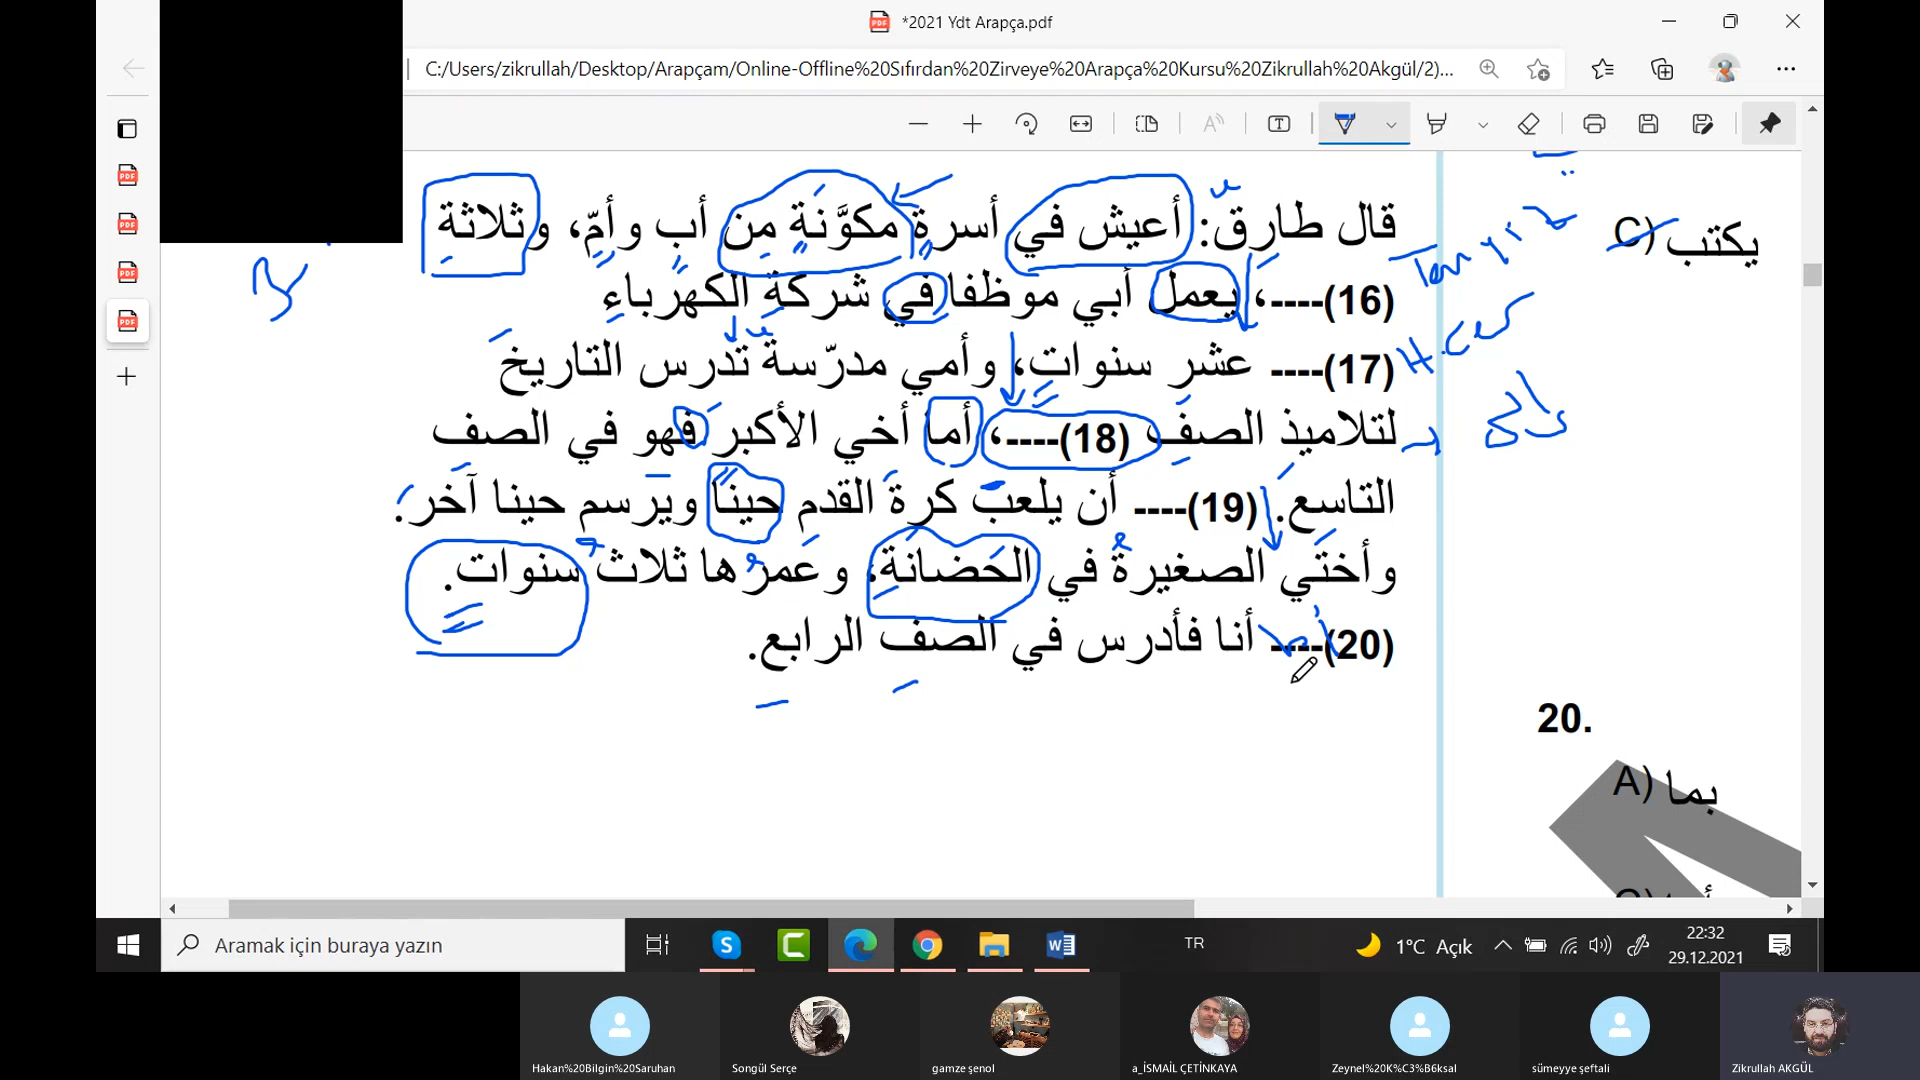 *2021 Ydt Arapça.pdf
C:/Users/zikrullah/Desktop/Arapçam/Online-Offline%20Sıfırdan%20Zirveye%20Arapça%20Kursu%20Zikrullah%20Akgül/2)...
قال طارق: أعيش في أسرة مكوَّنة من أب وأمّ، وثلاثة
(16)----، يعمل أبي موظفا في شركة الكهرباء
(17)---- عشر سنوات، وأمي مدرّسة تدرس التاريخ
لتلاميذ الصف (18)----، أما أخي الأكبر فهو في الصف
التاسع. (19)---- أن يلعب كرة القدم حينا ويرسم حينا آخر.
وأختي الصغيرة في الحضانة، وعمرها ثلاث سنوات.
(20)---- أنا فأدرس في الصف الرابع.
C) يكتب
Temyiz
H.cer
20.
A) بما
Aramak için buraya yazın
TR
1°C Açık
22:32
29.12.2021
Hakan%20Bilgin%20Saruhan
Songül Serçe
gamze şenol
a_İSMAİL ÇETİNKAYA
Zeynel%20K%C3%B6ksal
sümeyye şeftali
Zikrullah AKGÜL